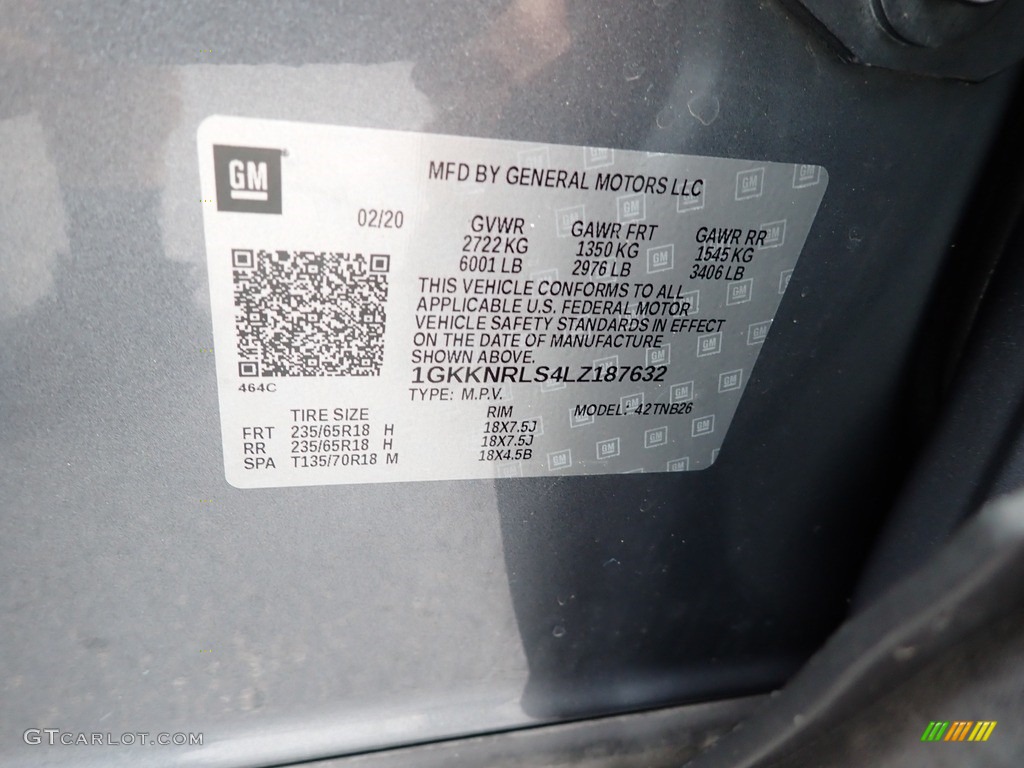 GM
MFD BY GENERAL MOTORS LLC
02/20
GVWR GAWR FRT GAWR RR
2722 KG 1350 KG 1545 KG
6001 LB 2976 LB 3406 LB
THIS VEHICLE CONFORMS TO ALL
APPLICABLE U.S. FEDERAL MOTOR
VEHICLE SAFETY STANDARDS IN EFFECT
ON THE DATE OF MANUFACTURE
SHOWN ABOVE.
1GKKNRLS4LZ187632
464C
TYPE: M.P.V. MODEL: 42TNB26
TIRE SIZE RIM
FRT 235/65R18 H 18X7.5J
RR 235/65R18 H 18X7.5J
SPA T135/70R18 M 18X4.5B
GTCARLOT.COM